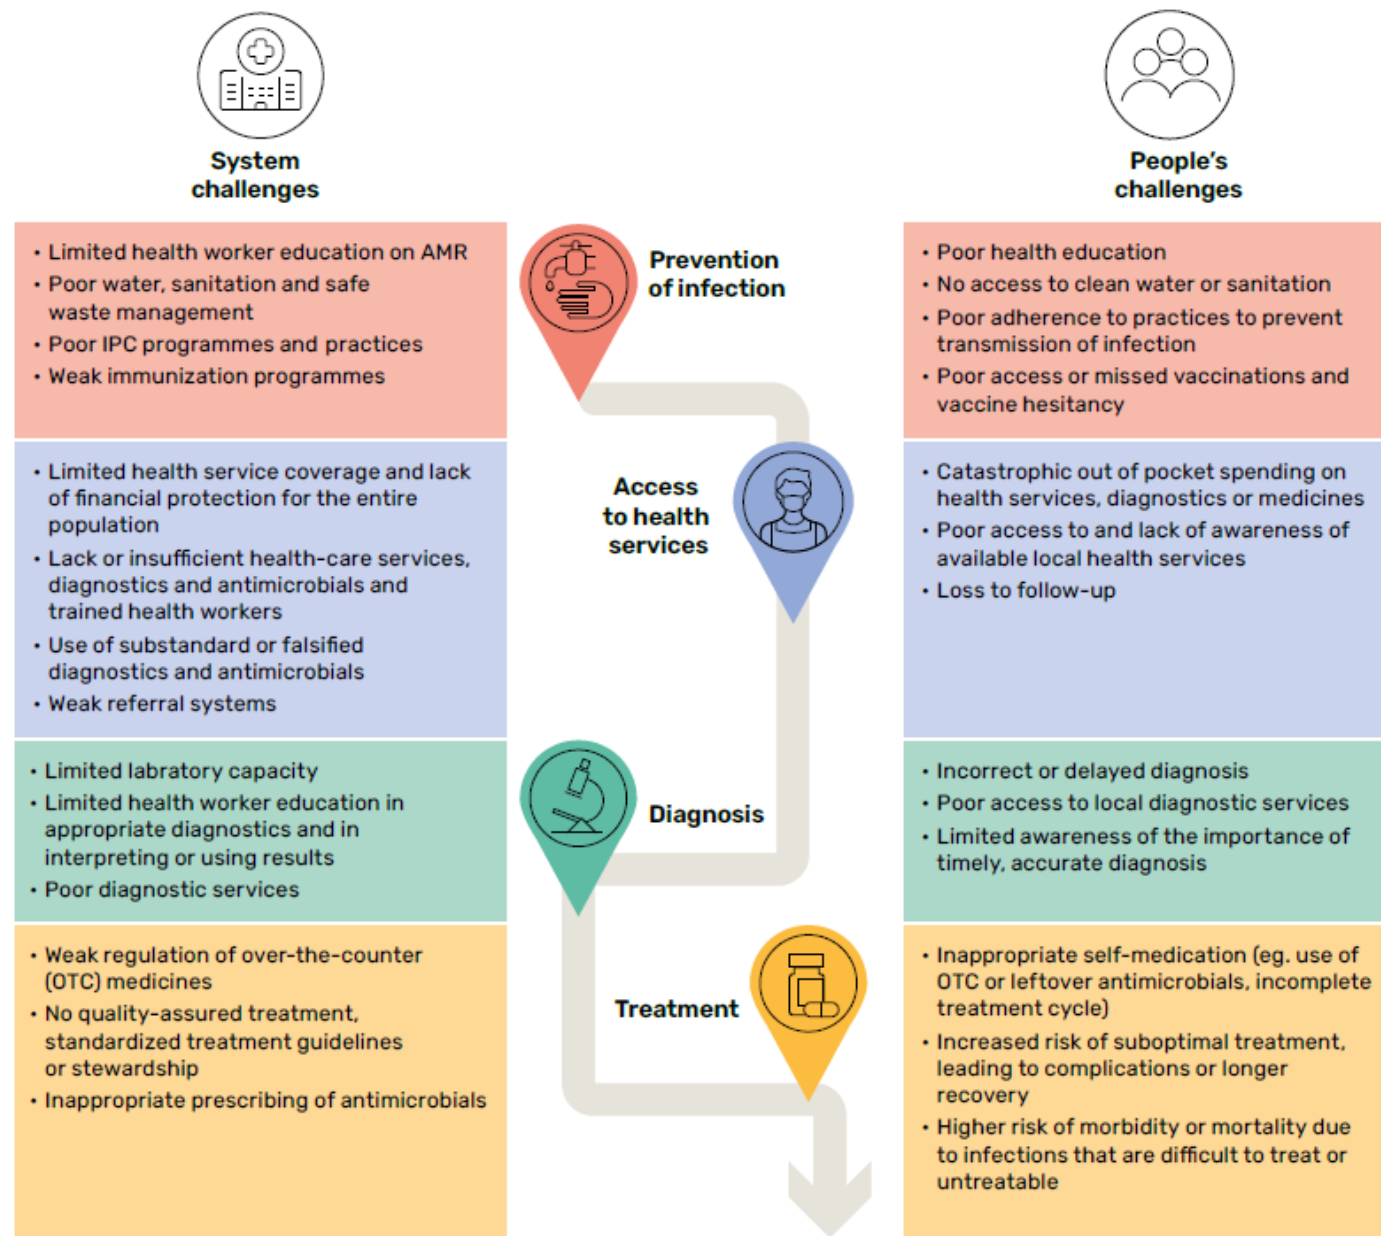 System
challenges
People's
challenges
Prevention
of infection
• Limited health worker education on AMR
• Poor water, sanitation and safe
waste management
• Poor IPC programmes and practices
• Weak immunization programmes
• Poor health education
• No access to clean water or sanitation
• Poor adherence to practices to prevent
transmission of infection
• Poor access or missed vaccinations and
vaccine hesitancy
Access
to health
services
• Limited health service coverage and lack
of financial protection for the entire
population
• Lack or insufficient health-care services,
diagnostics and antimicrobials and
trained health workers
• Use of substandard or falsified
diagnostics and antimicrobials
• Weak referral systems
• Catastrophic out of pocket spending on
health services, diagnostics or medicines
• Poor access to and lack of awareness of
available local health services
• Loss to follow-up
Diagnosis
• Limited labratory capacity
• Limited health worker education in
appropriate diagnostics and in
interpreting or using results
• Poor diagnostic services
• Incorrect or delayed diagnosis
• Poor access to local diagnostic services
• Limited awareness of the importance of
timely, accurate diagnosis
Treatment
• Weak regulation of over-the-counter
(OTC) medicines
• No quality-assured treatment,
standardized treatment guidelines
or stewardship
• Inappropriate prescribing of antimicrobials
• Inappropriate self-medication (eg. use of
OTC or leftover antimicrobials, incomplete
treatment cycle)
• Increased risk of suboptimal treatment,
leading to complications or longer
recovery
• Higher risk of morbidity or mortality due
to infections that are difficult to treat or
untreatable